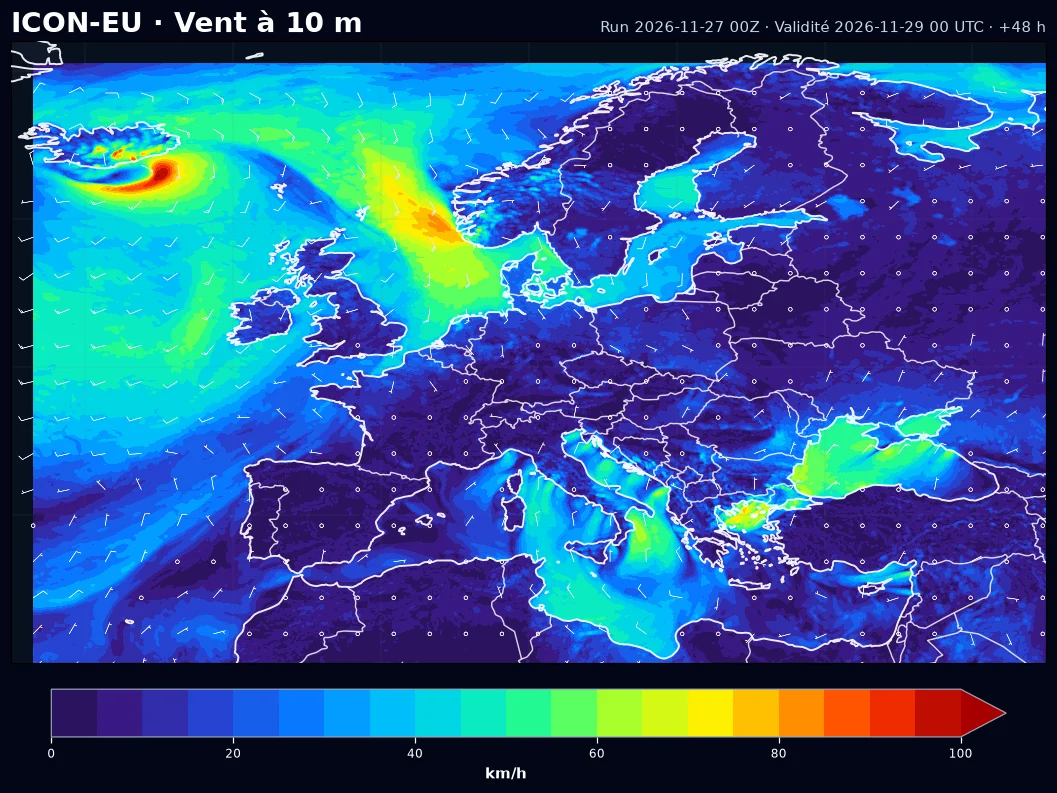 ICON-EU · Vent à 10 m
Run 2026-11-27 00Z · Validité 2026-11-29 00 UTC · +48 h
0 20 40 60 80 100
km/h